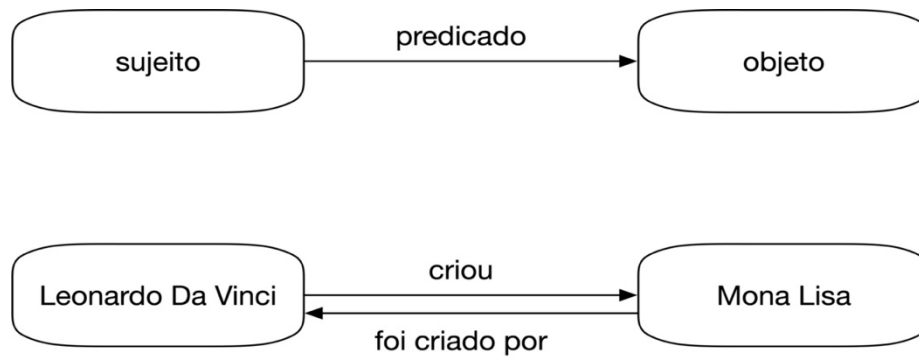 predicado
sujeito
objeto
criou
Leonardo Da Vinci
Mona Lisa
foi criado por